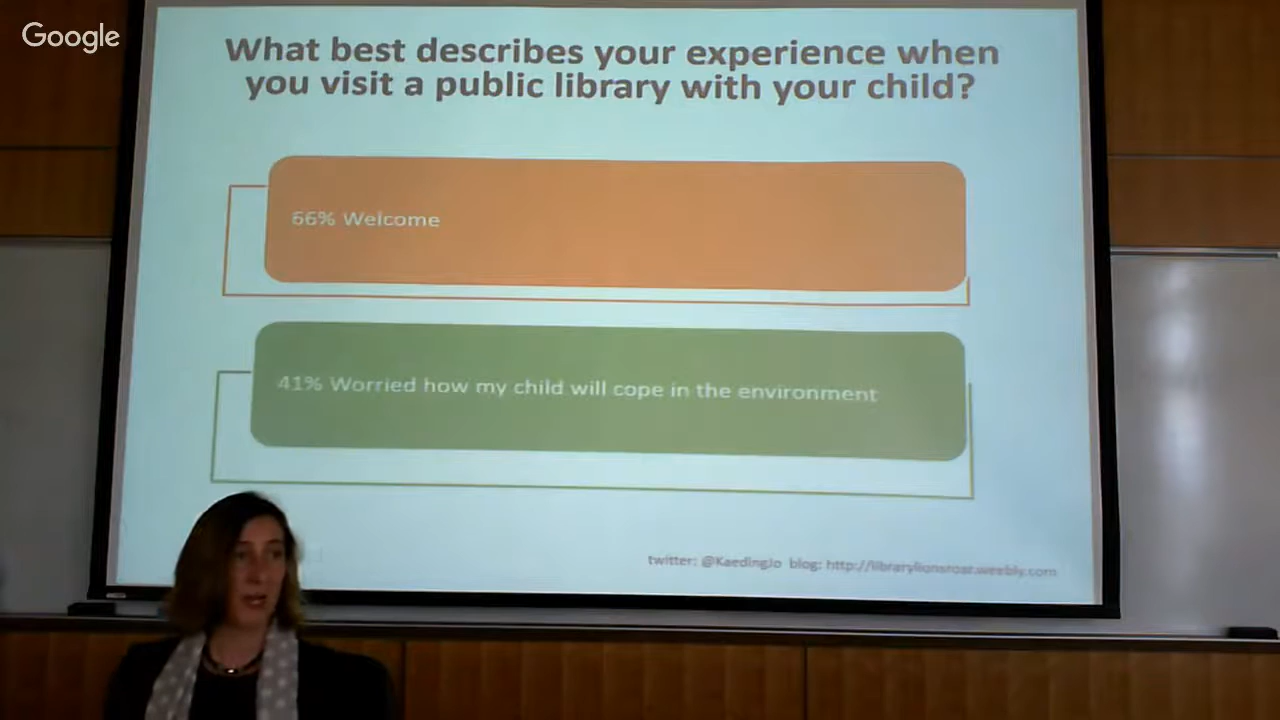 Google
What best describes your experience when
you visit a public library with your child?
66% Welcome
41% Worried how my child will cope in the environment
twitter: @KaedingJo blog: http://librarylionsroar.weebly.com